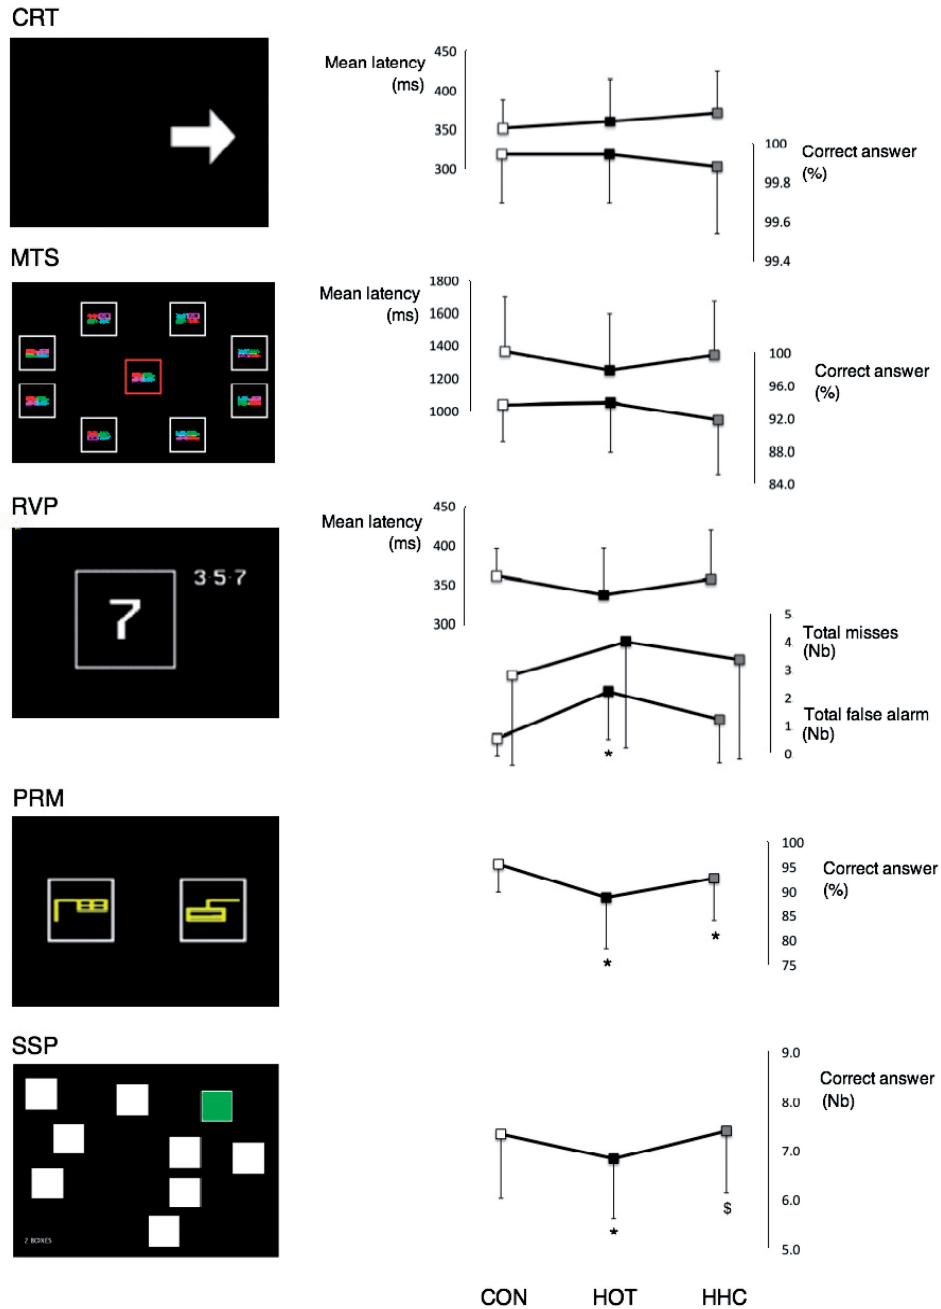 CRT
Mean latency
(ms)
450
400
350
300
100
99.8
99.6
99.4
Correct answer
(%)
MTS
Mean latency
(ms)
1800
1600
1400
1200
1000
100
96.0
92.0
88.0
84.0
Correct answer
(%)
RVP
7
3-5-7
Mean latency
(ms)
450
400
350
300
5
4
3
2
1
0
Total misses
(Nb)
Total false alarm
(Nb)
*
PRM
100
95
90
85
80
75
Correct answer
(%)
*
*
SSP
2 BOXES
9.0
8.0
7.0
6.0
5.0
Correct answer
(Nb)
*
$
CON HOT HHC